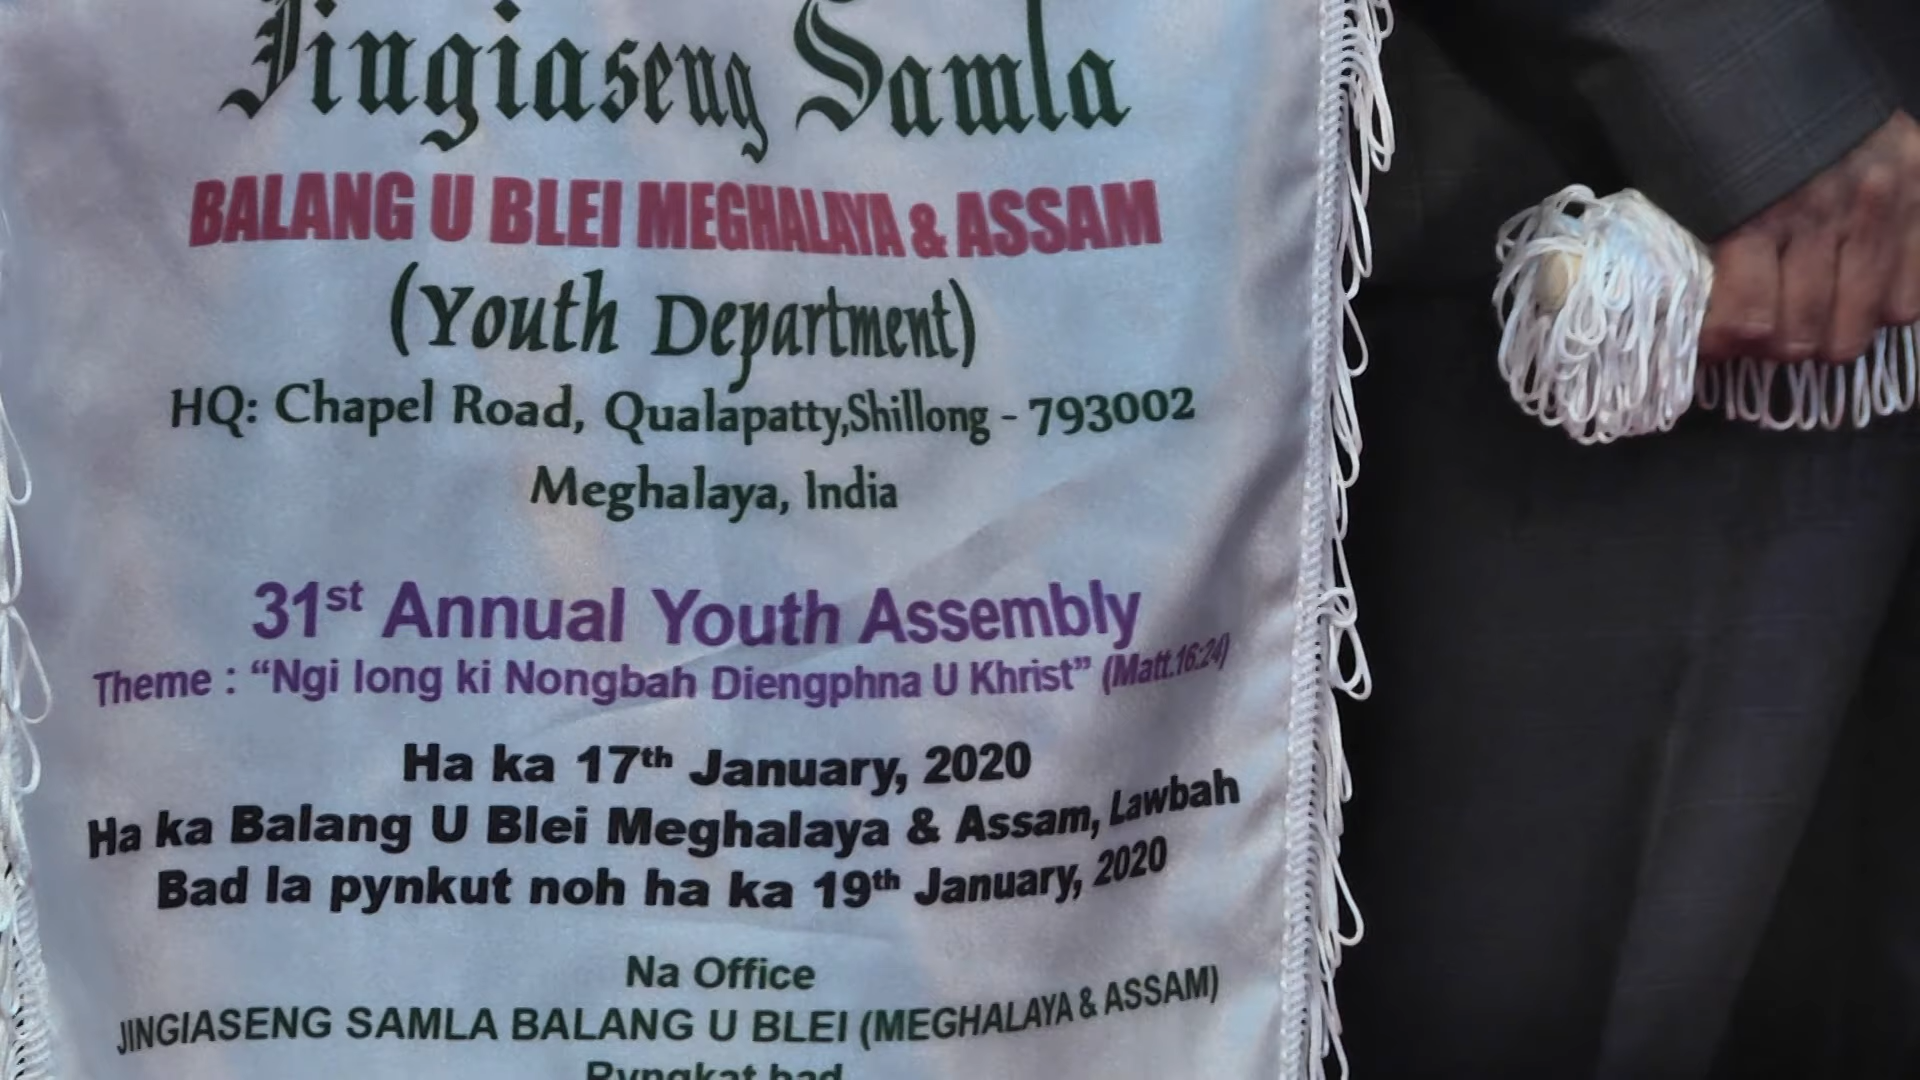 Jingiaseng Samla
BALANG U BLEI MEGHALAYA & ASSAM
(Youth Department)
HQ: Chapel Road, Qualapatty,Shillong - 793002
Meghalaya, India
31st Annual Youth Assembly
Theme : “Ngi long ki Nongbah Diengphna U Khrist” (Matt.16:24)
Ha ka 17th January, 2020
Ha ka Balang U Blei Meghalaya & Assam, Lawbah
Bad la pynkut noh ha ka 19th January, 2020
Na Office
JINGIASENG SAMLA BALANG U BLEI (MEGHALAYA & ASSAM)
Pyngkat bad